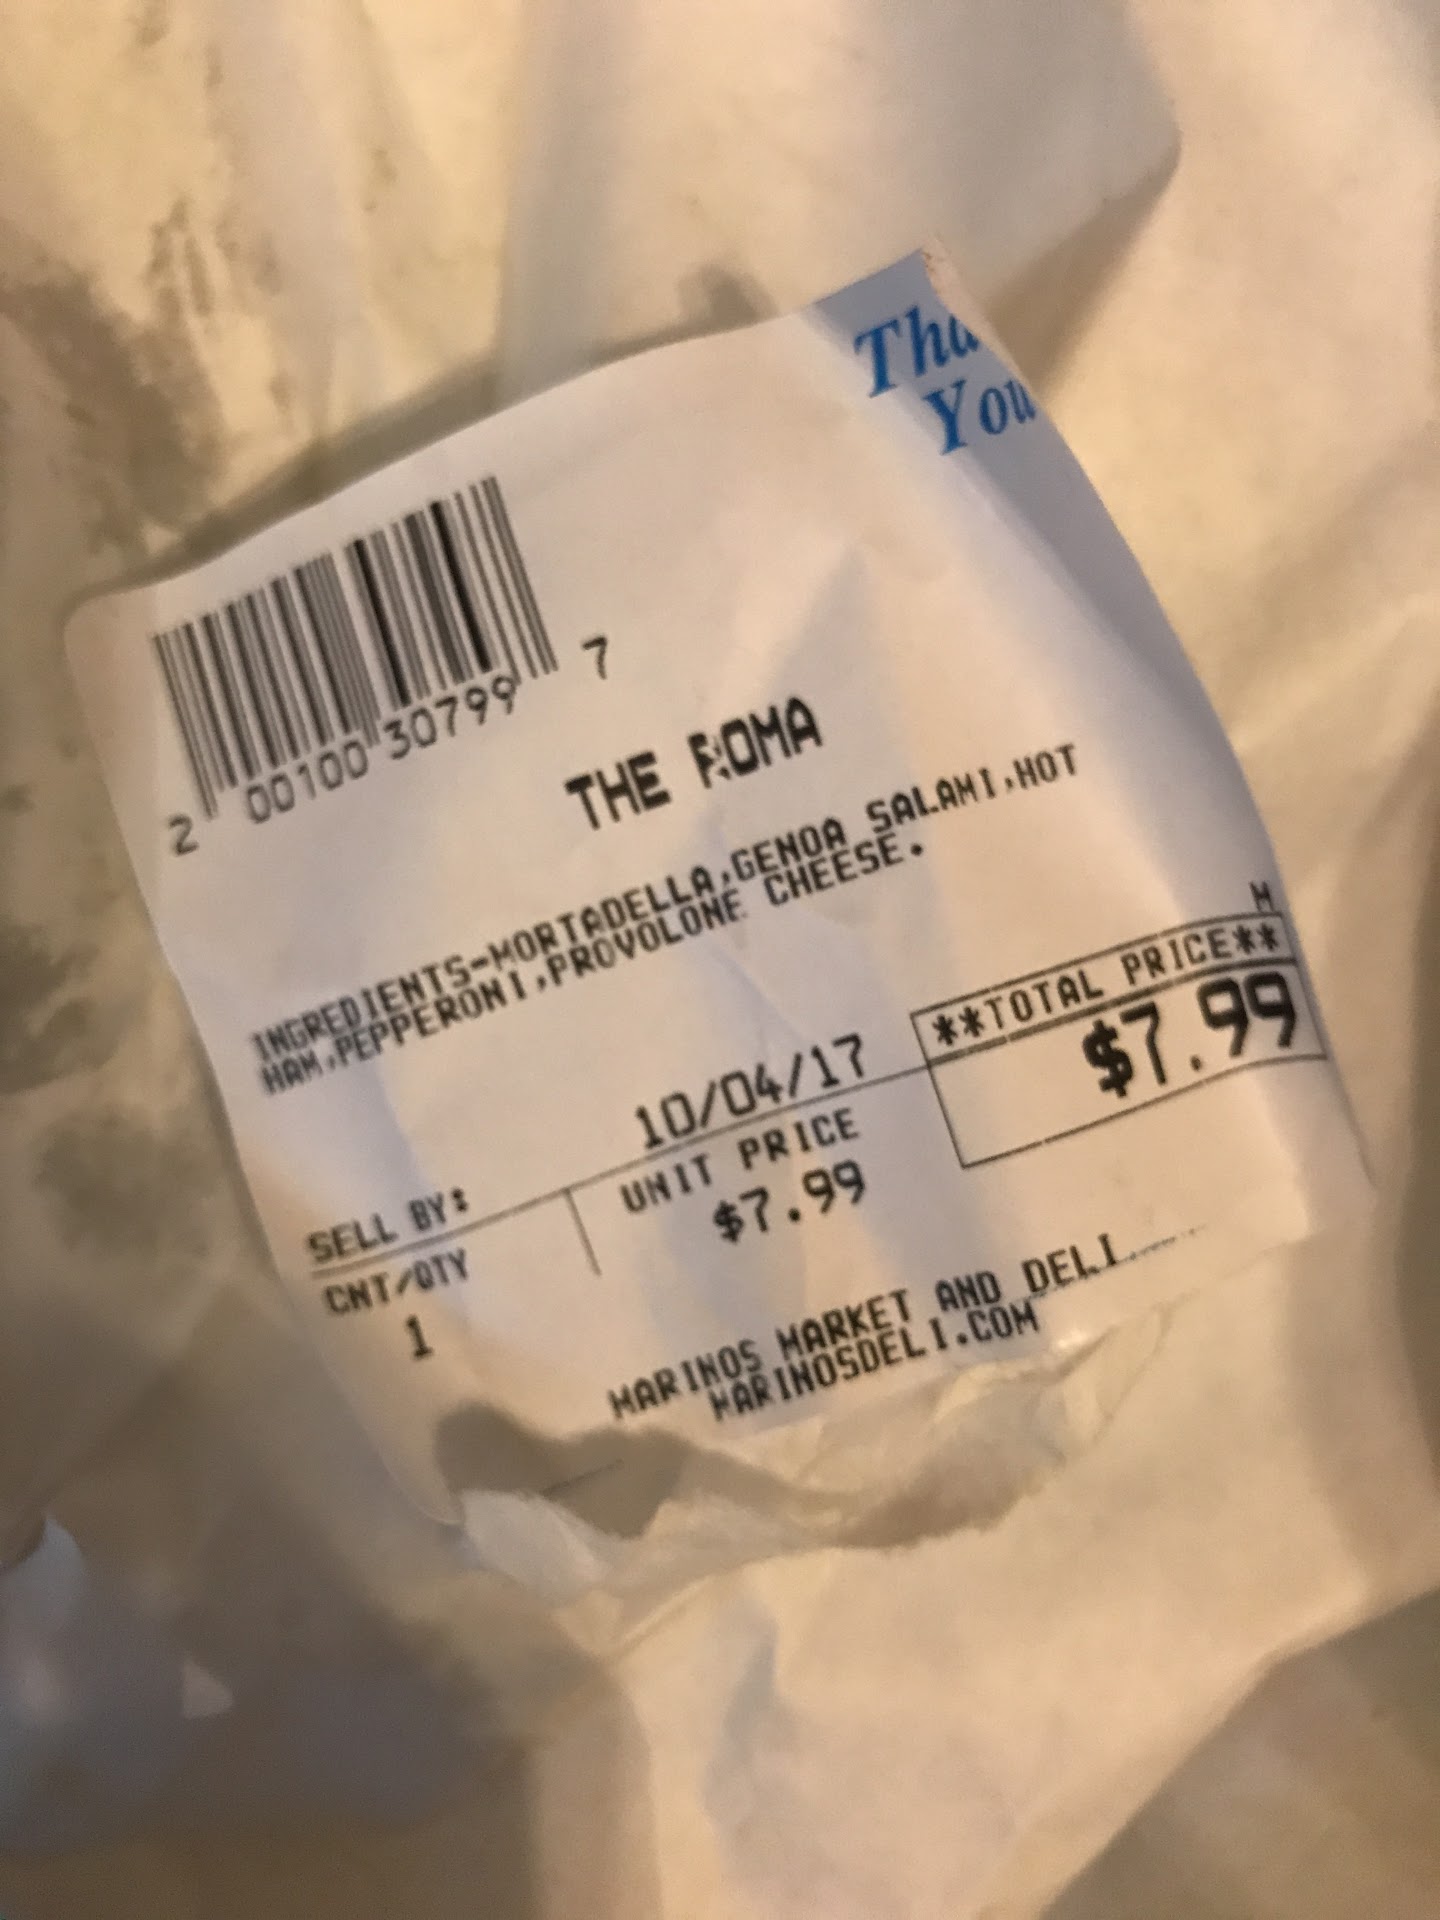 Tha
You
2 00100 30799 7
THE ROMA
INGREDIENTS-MORTADELLA,GENOA SALAMI,HOT
HAM,PEPPERONI,PROVOLONE CHEESE.
M
**TOTAL PRICE**
$7.99
SELL BY: 10/04/17
CNT/QTY UNIT PRICE
1 $7.99
MARINOS MARKET AND DELI
MARINOSDELI.COM